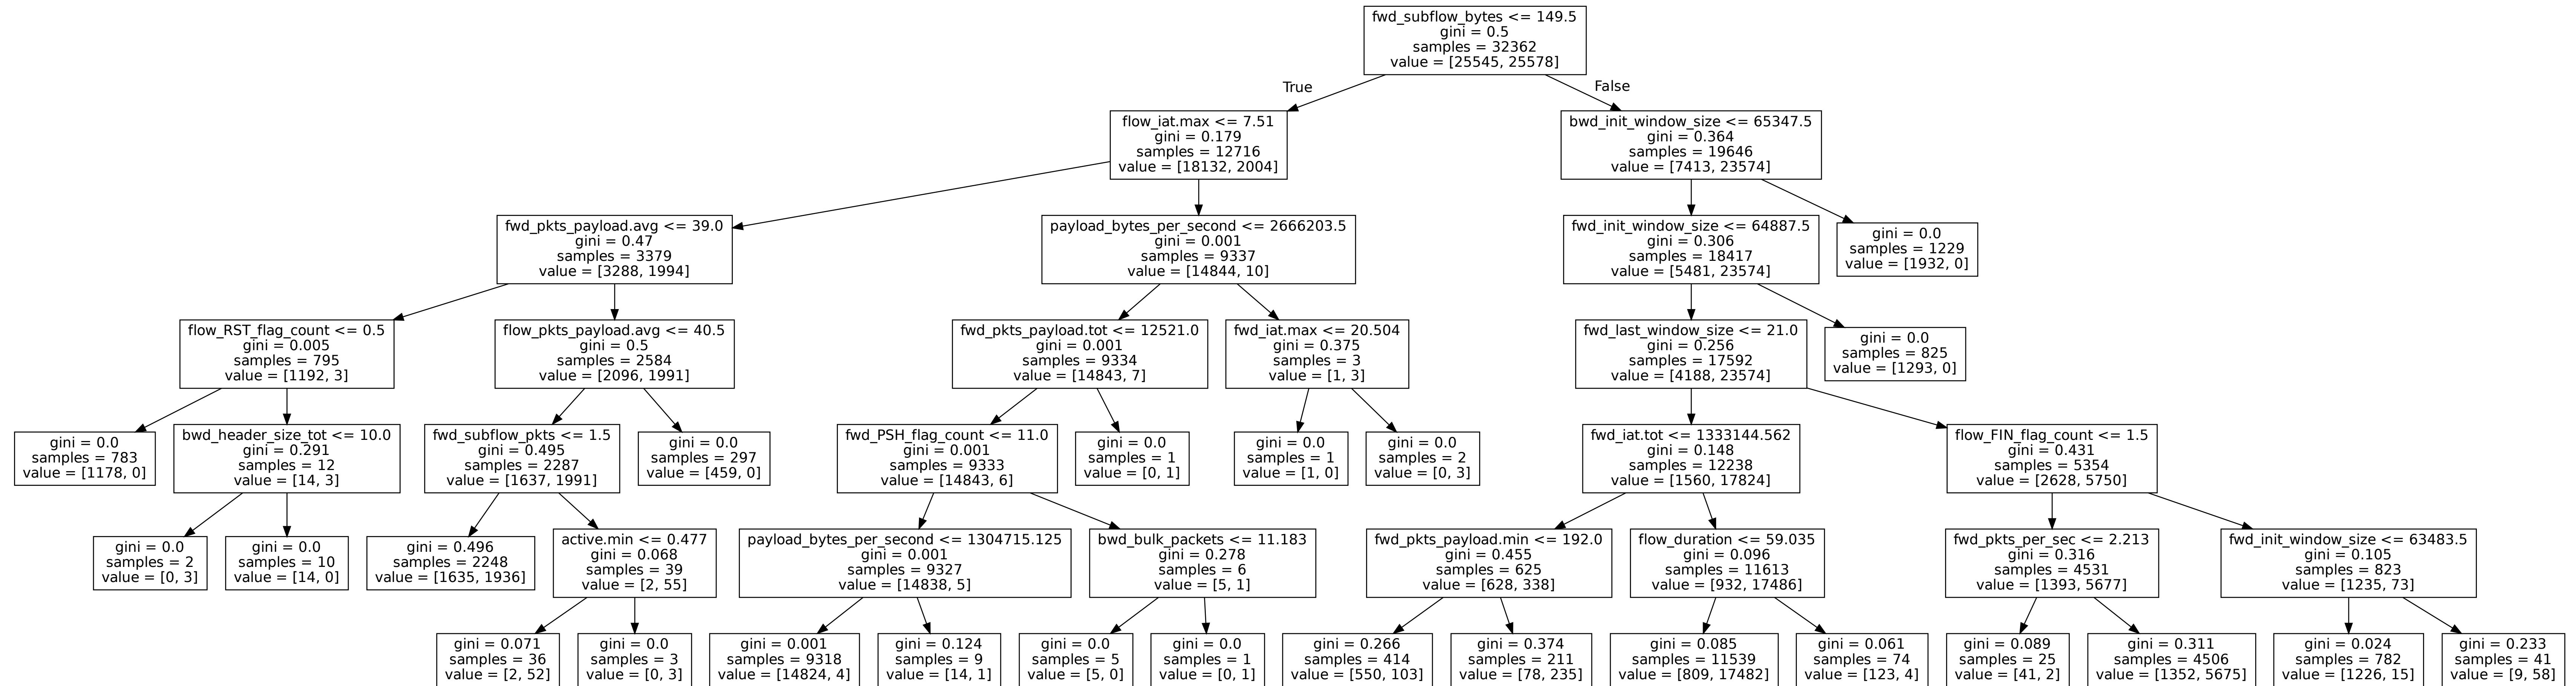 fwd_subflow_bytes <= 149.5
gini = 0.5
samples = 32362
value = [25545, 25578]
True
False
flow_iat.max <= 7.51
gini = 0.179
samples = 12716
value = [18132, 2004]
bwd_init_window_size <= 65347.5
gini = 0.364
samples = 19646
value = [7413, 23574]
fwd_pkts_payload.avg <= 39.0
gini = 0.47
samples = 3379
value = [3288, 1994]
payload_bytes_per_second <= 2666203.5
gini = 0.001
samples = 9337
value = [14844, 10]
fwd_init_window_size <= 64887.5
gini = 0.306
samples = 18417
value = [5481, 23574]
gini = 0.0
samples = 1229
value = [1932, 0]
flow_RST_flag_count <= 0.5
gini = 0.005
samples = 795
value = [1192, 3]
flow_pkts_payload.avg <= 40.5
gini = 0.5
samples = 2584
value = [2096, 1991]
fwd_pkts_payload.tot <= 12521.0
gini = 0.001
samples = 9334
value = [14843, 7]
fwd_iat.max <= 20.504
gini = 0.375
samples = 3
value = [1, 3]
fwd_last_window_size <= 21.0
gini = 0.256
samples = 17592
value = [4188, 23574]
gini = 0.0
samples = 825
value = [1293, 0]
gini = 0.0
samples = 783
value = [1178, 0]
bwd_header_size_tot <= 10.0
gini = 0.291
samples = 12
value = [14, 3]
fwd_subflow_pkts <= 1.5
gini = 0.495
samples = 2287
value = [1637, 1991]
gini = 0.0
samples = 297
value = [459, 0]
fwd_PSH_flag_count <= 11.0
gini = 0.001
samples = 9333
value = [14843, 6]
gini = 0.0
samples = 1
value = [0, 1]
gini = 0.0
samples = 1
value = [1, 0]
gini = 0.0
samples = 2
value = [0, 3]
fwd_iat.tot <= 1333144.562
gini = 0.148
samples = 12238
value = [1560, 17824]
flow_FIN_flag_count <= 1.5
gini = 0.431
samples = 5354
value = [2628, 5750]
gini = 0.0
samples = 2
value = [0, 3]
gini = 0.0
samples = 10
value = [14, 0]
gini = 0.496
samples = 2248
value = [1635, 1936]
active.min <= 0.477
gini = 0.068
samples = 39
value = [2, 55]
payload_bytes_per_second <= 1304715.125
gini = 0.001
samples = 9327
value = [14838, 5]
bwd_bulk_packets <= 11.183
gini = 0.278
samples = 6
value = [5, 1]
fwd_pkts_payload.min <= 192.0
gini = 0.455
samples = 625
value = [628, 338]
flow_duration <= 59.035
gini = 0.096
samples = 11613
value = [932, 17486]
fwd_pkts_per_sec <= 2.213
gini = 0.316
samples = 4531
value = [1393, 5677]
fwd_init_window_size <= 63483.5
gini = 0.105
samples = 823
value = [1235, 73]
gini = 0.071
samples = 36
value = [2, 52]
gini = 0.0
samples = 3
value = [0, 3]
gini = 0.001
samples = 9318
value = [14824, 4]
gini = 0.124
samples = 9
value = [14, 1]
gini = 0.0
samples = 5
value = [5, 0]
gini = 0.0
samples = 1
value = [0, 1]
gini = 0.266
samples = 414
value = [550, 103]
gini = 0.374
samples = 211
value = [78, 235]
gini = 0.085
samples = 11539
value = [809, 17482]
gini = 0.061
samples = 74
value = [123, 4]
gini = 0.089
samples = 25
value = [41, 2]
gini = 0.311
samples = 4506
value = [1352, 5675]
gini = 0.024
samples = 782
value = [1226, 15]
gini = 0.233
samples = 41
value = [9, 58]